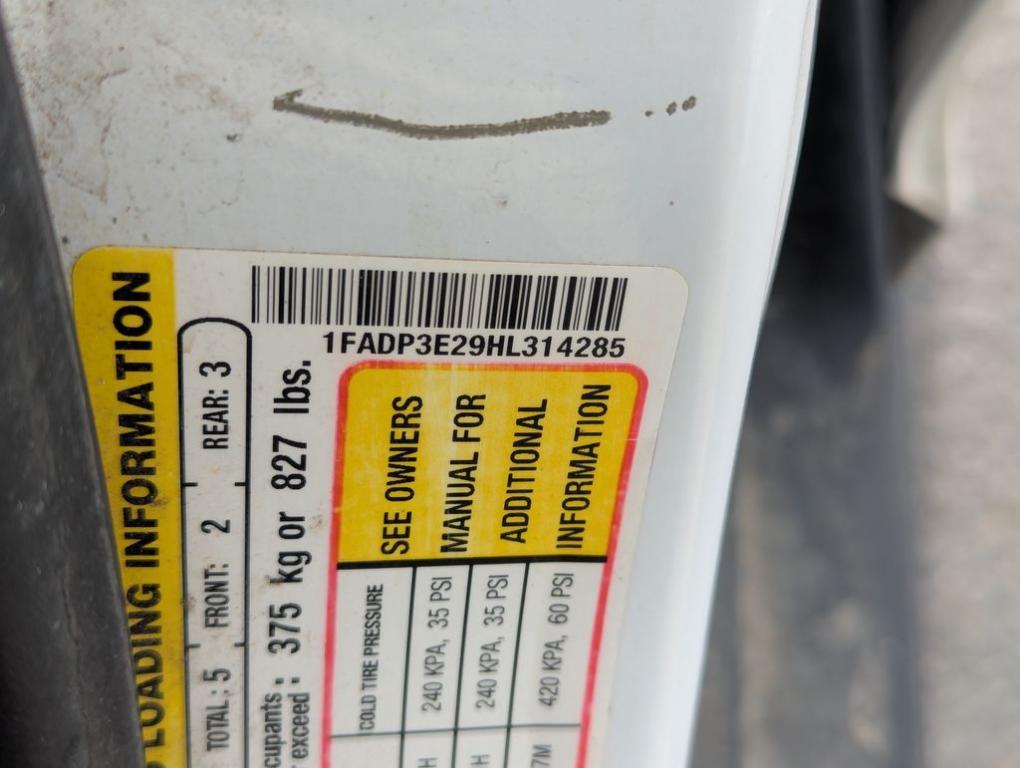 1FADP3E29HL314285
LOADING INFORMATION
TOTAL: 5 FRONT: 2 REAR: 3
exceed: 375 kg or 827 lbs.
COLD TIRE PRESSURE
240 KPA, 35 PSI
240 KPA, 35 PSI
420 KPA, 60 PSI
SEE OWNERS
MANUAL FOR
ADDITIONAL
INFORMATION